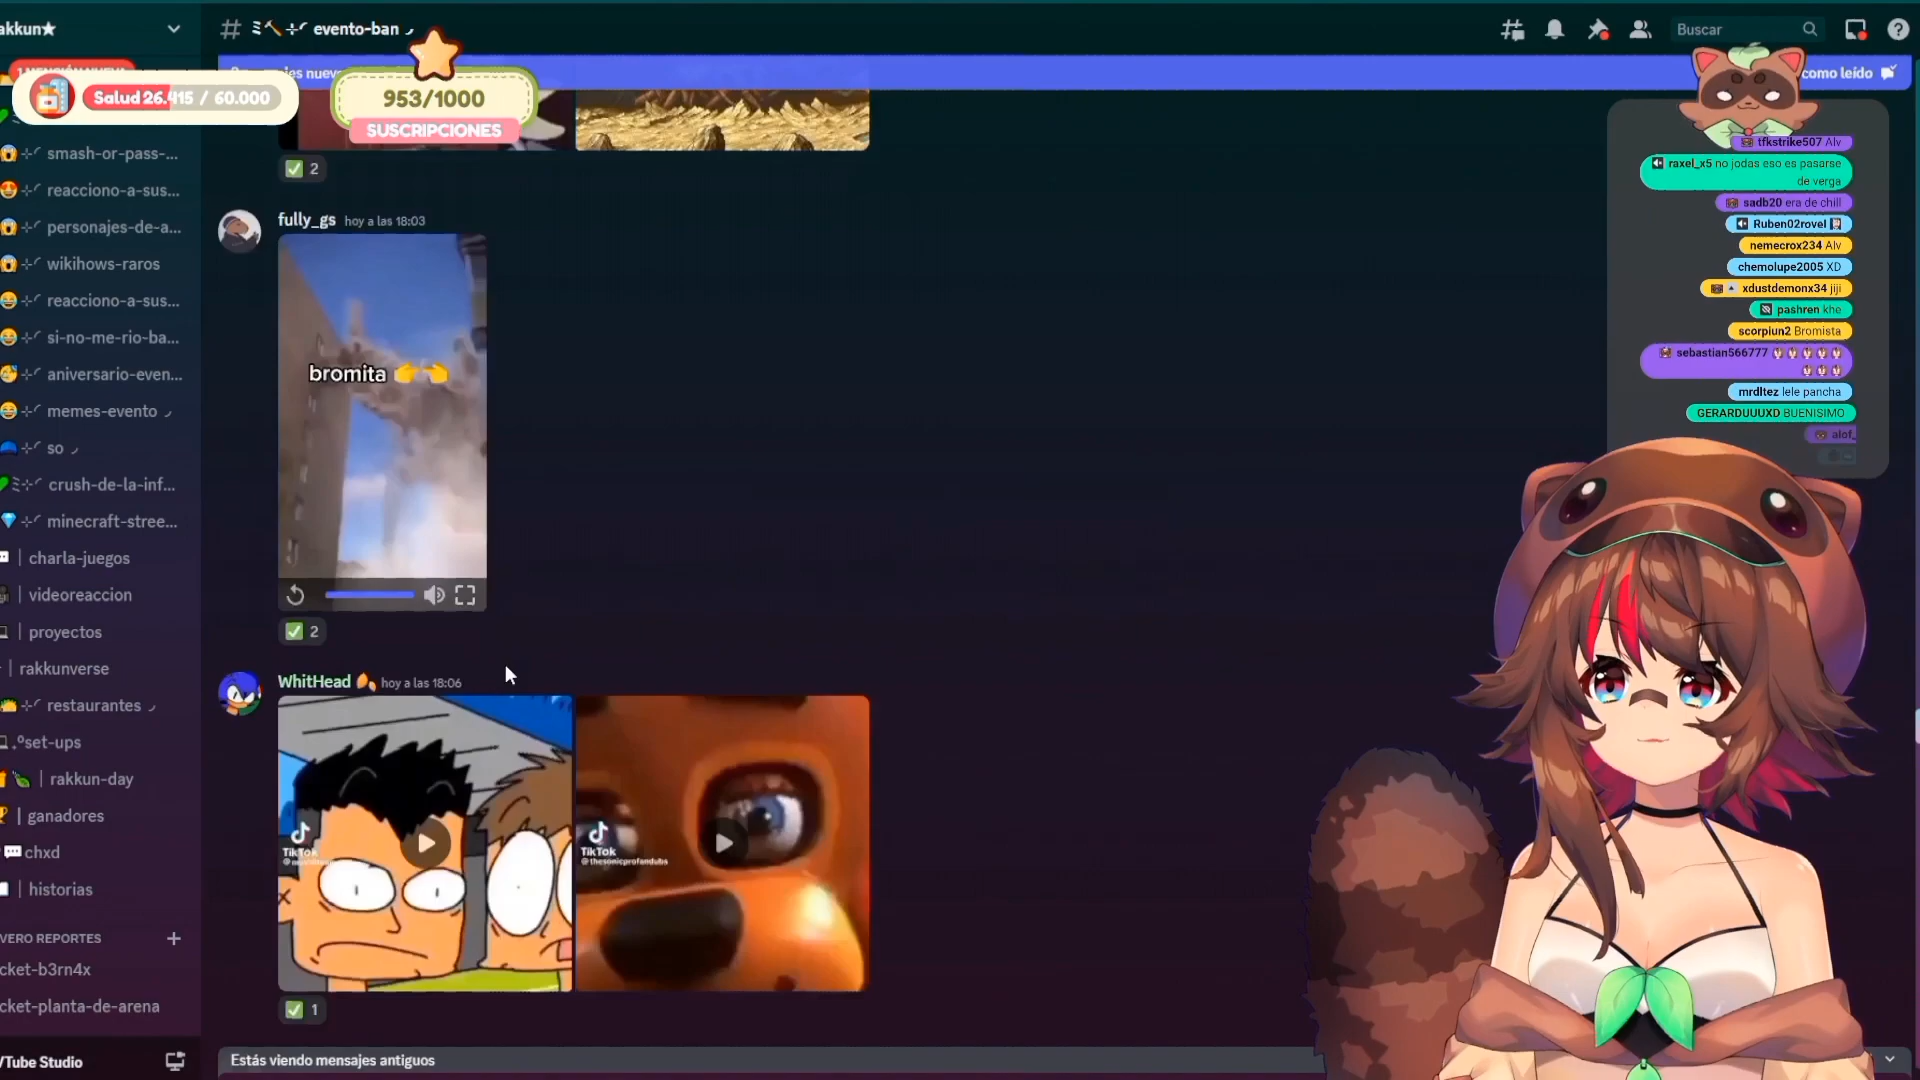 akkun★
evento-ban
Buscar
como leído
Salud 26.415 / 60.000
953/1000
SUSCRIPCIONES
smash-or-pass-...
reacciono-a-sus...
personajes-de-a...
wikihows-raros
reacciono-a-sus...
si-no-me-rio-ba...
aniversario-even...
memes-evento
so
crush-de-la-inf...
minecraft-stree...
| charla-juegos
| videoreaccion
| proyectos
| rakkunverse
restaurantes
set-ups
| rakkun-day
| ganadores
chxd
historias
VERO REPORTES +
cket-b3rn4x
cket-planta-de-arena
VTube Studio
✅ 2
fully_gs hoy a las 18:03
bromita 👉👈
✅ 2
WhitHead hoy a las 18:06
TikTok
TikTok
@thesonicprofandubs
✅ 1
Estás viendo mensajes antiguos
tfkstrike507 Alv
raxel_x5 no jodas eso es pasarse
de verga
sadb20 era de chill
Ruben02rovel
nemecrox234 Alv
chemolupe2005 XD
xdustdemonx34 jiji
pashren khe
scorpiun2 Bromista
sebastian566777
mrdltez lele pancha
GERARDUUUXD BUENISIMO
alof_